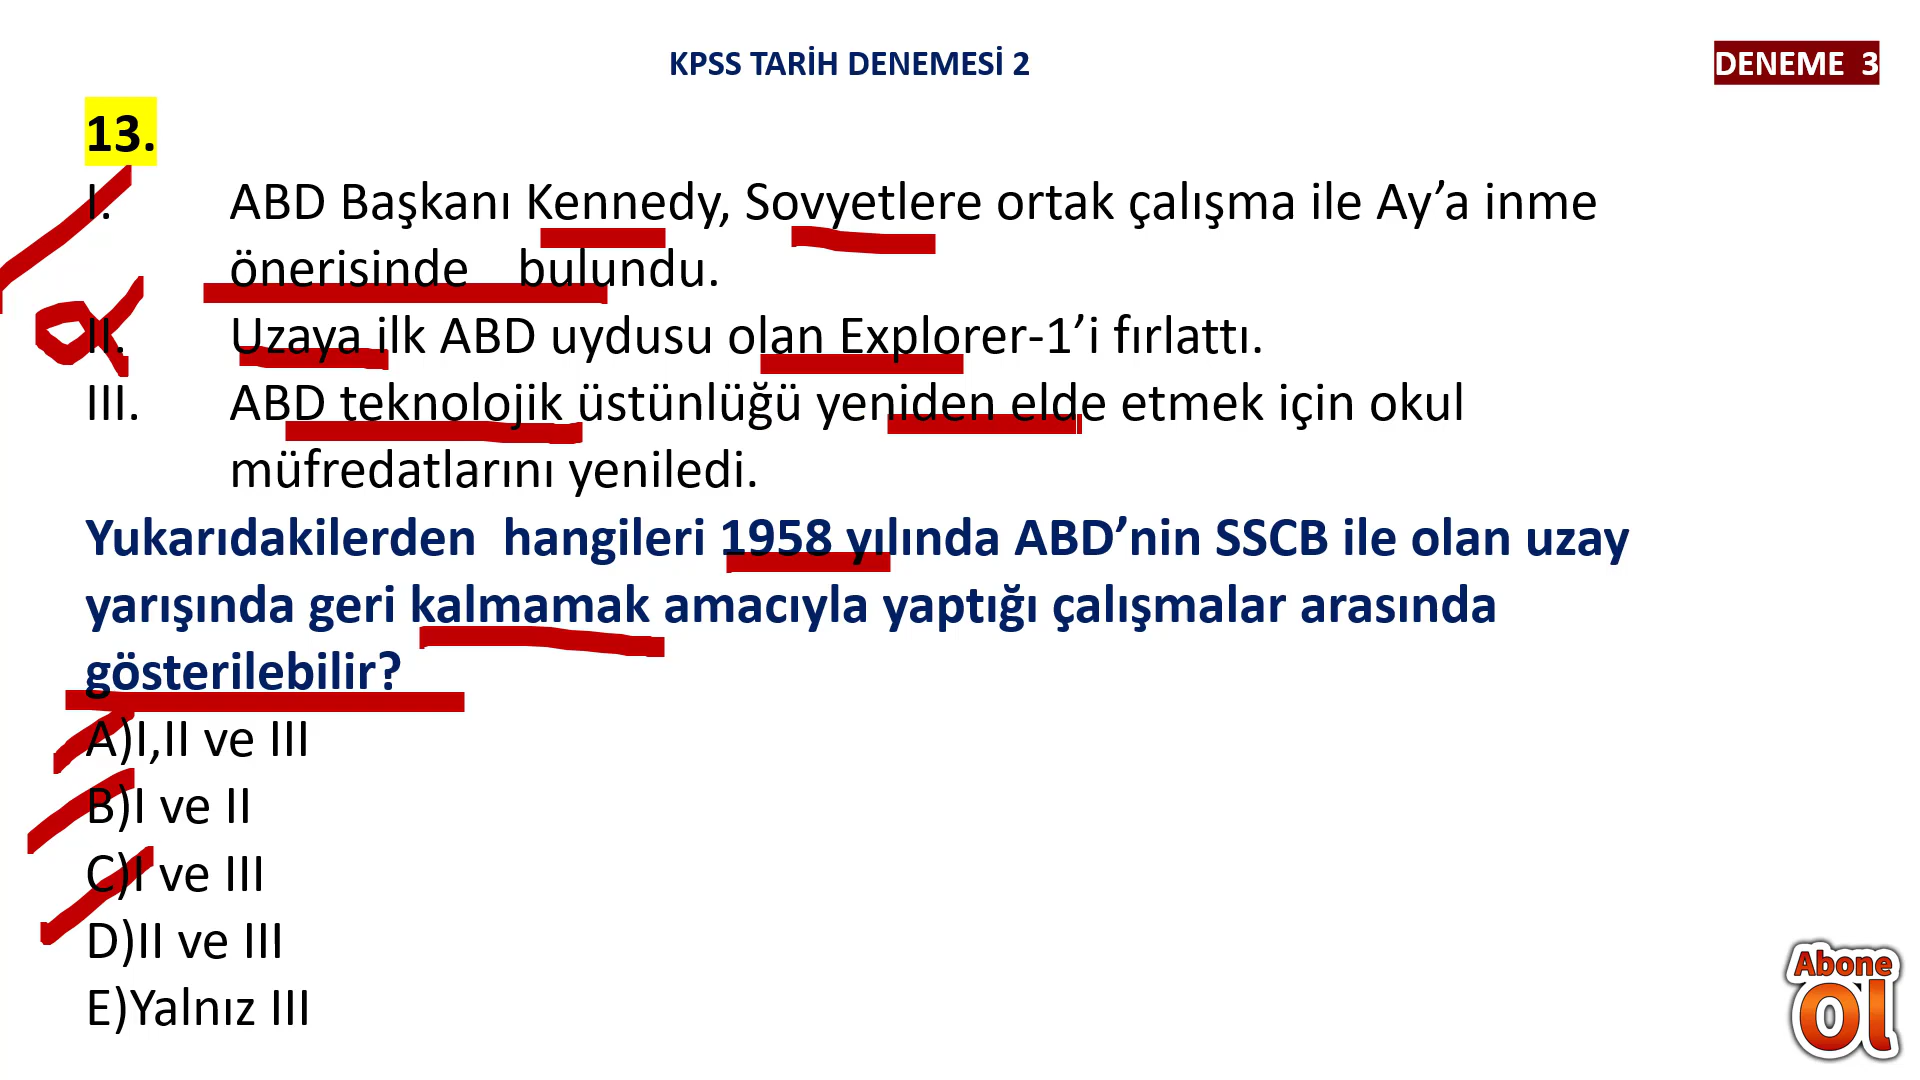 KPSS TARİH DENEMESİ 2
DENEME 3
13.
I. ABD Başkanı Kennedy, Sovyetlere ortak çalışma ile Ay’a inme
önerisinde bulundu.
II. Uzaya ilk ABD uydusu olan Explorer-1’i fırlattı.
III. ABD teknolojik üstünlüğü yeniden elde etmek için okul
müfredatlarını yeniledi.
Yukarıdakilerden hangileri 1958 yılında ABD’nin SSCB ile olan uzay
yarışında geri kalmamak amacıyla yaptığı çalışmalar arasında
gösterilebilir?
A)I,II ve III
B)I ve II
C)I ve III
D)II ve III
E)Yalnız III
Abone
ol